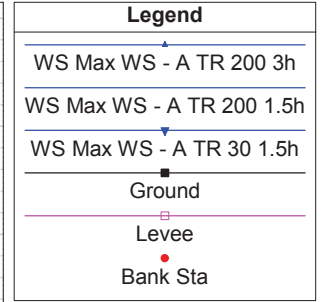 Legend
WS Max WS - A TR 200 3h
WS Max WS - A TR 200 1.5h
WS Max WS - A TR 30 1.5h
Ground
Levee
Bank Sta